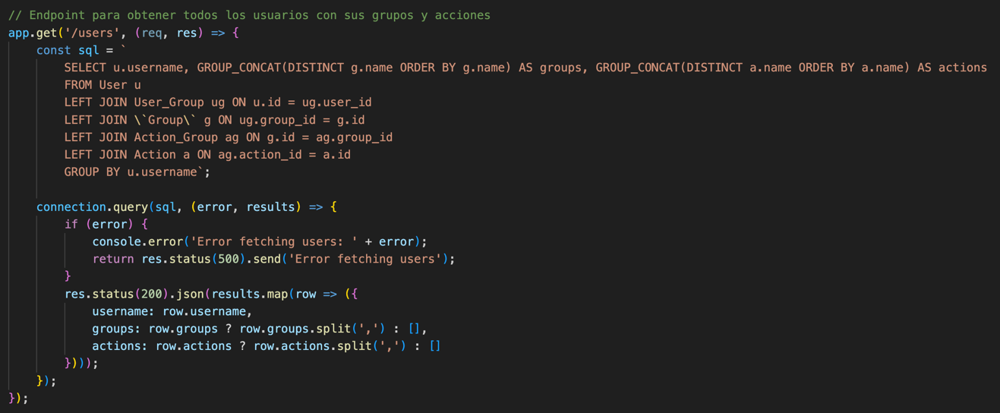 // Endpoint para obtener todos los usuarios con sus grupos y acciones
app.get('/users', (req, res) => {
    const sql = `
        SELECT u.username, GROUP_CONCAT(DISTINCT g.name ORDER BY g.name) AS groups, GROUP_CONCAT(DISTINCT a.name ORDER BY a.name) AS actions
        FROM User u
        LEFT JOIN User_Group ug ON u.id = ug.user_id
        LEFT JOIN \`Group\` g ON ug.group_id = g.id
        LEFT JOIN Action_Group ag ON g.id = ag.group_id
        LEFT JOIN Action a ON ag.action_id = a.id
        GROUP BY u.username`;

    connection.query(sql, (error, results) => {
        if (error) {
            console.error('Error fetching users: ' + error);
            return res.status(500).send('Error fetching users');
        }
        res.status(200).json(results.map(row => ({
            username: row.username,
            groups: row.groups ? row.groups.split(',') : [],
            actions: row.actions ? row.actions.split(',') : []
        })));
    });
});